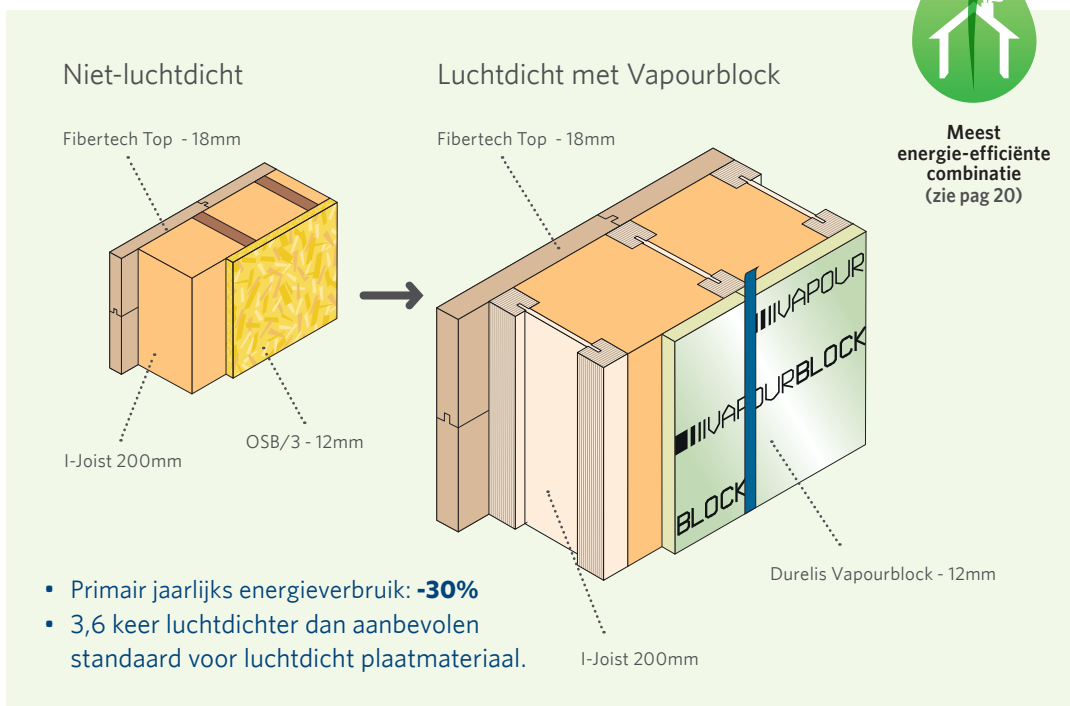 Niet-luchtdicht
Fibertech Top - 18mm
I-Joist 200mm
OSB/3 - 12mm
Luchtdicht met Vapourblock
Fibertech Top - 18mm
VAPOUR
VAPOURBLOCK
BLOCK
Durelis Vapourblock - 12mm
I-Joist 200mm
Meest
energie-efficiënte
combinatie
(zie pag 20)
• Primair jaarlijks energieverbruik: -30%
• 3,6 keer luchtdichter dan aanbevolen
standaard voor luchtdicht plaatmateriaal.